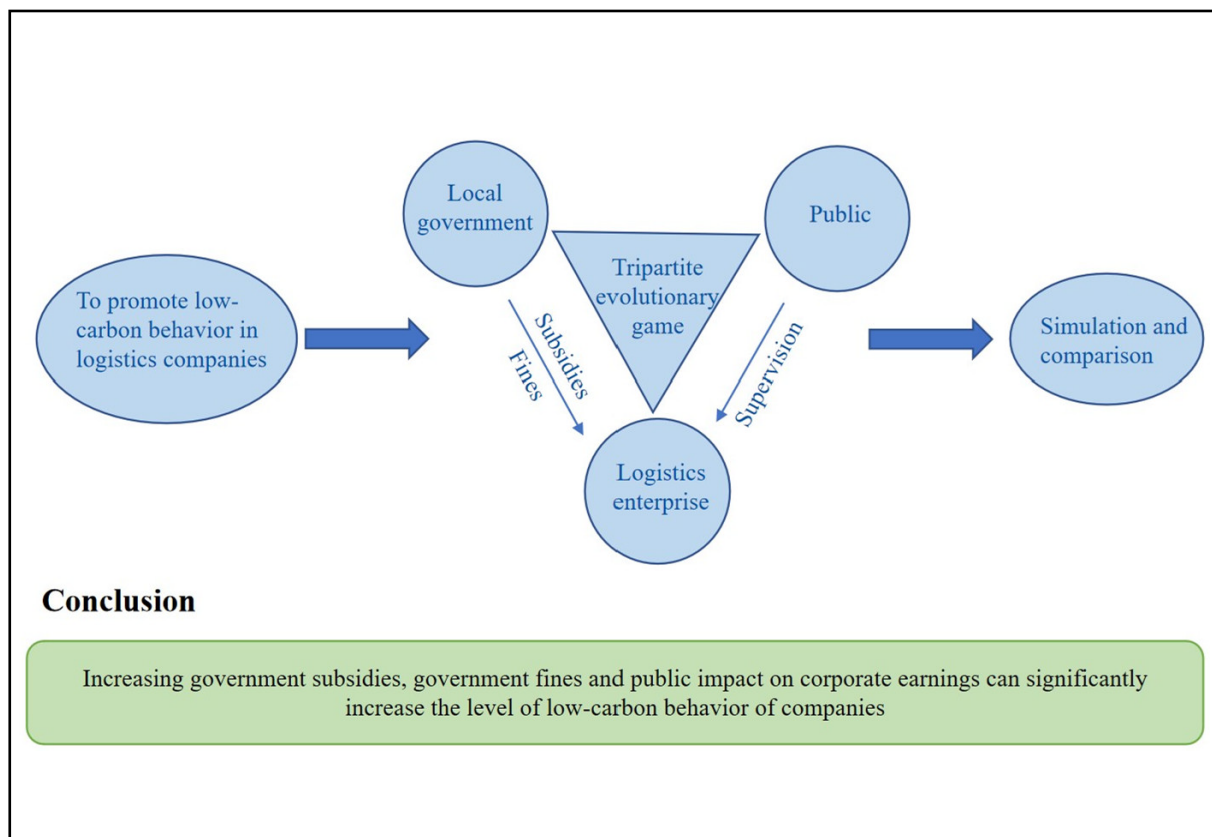 Local
government
Public
To promote low-
carbon behavior in
logistics companies
Tripartite
evolutionary
game
Subsidies
Fines
Supervision
Simulation and
comparison
Logistics
enterprise
Conclusion
Increasing government subsidies, government fines and public impact on corporate earnings can significantly
increase the level of low-carbon behavior of companies